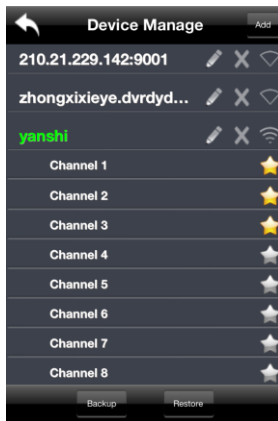 Device Manage
Add
210.21.229.142:9001
zhongxixieye.dvrdyd...
yanshi
Channel 1
Channel 2
Channel 3
Channel 4
Channel 5
Channel 6
Channel 7
Channel 8
Backup
Restore